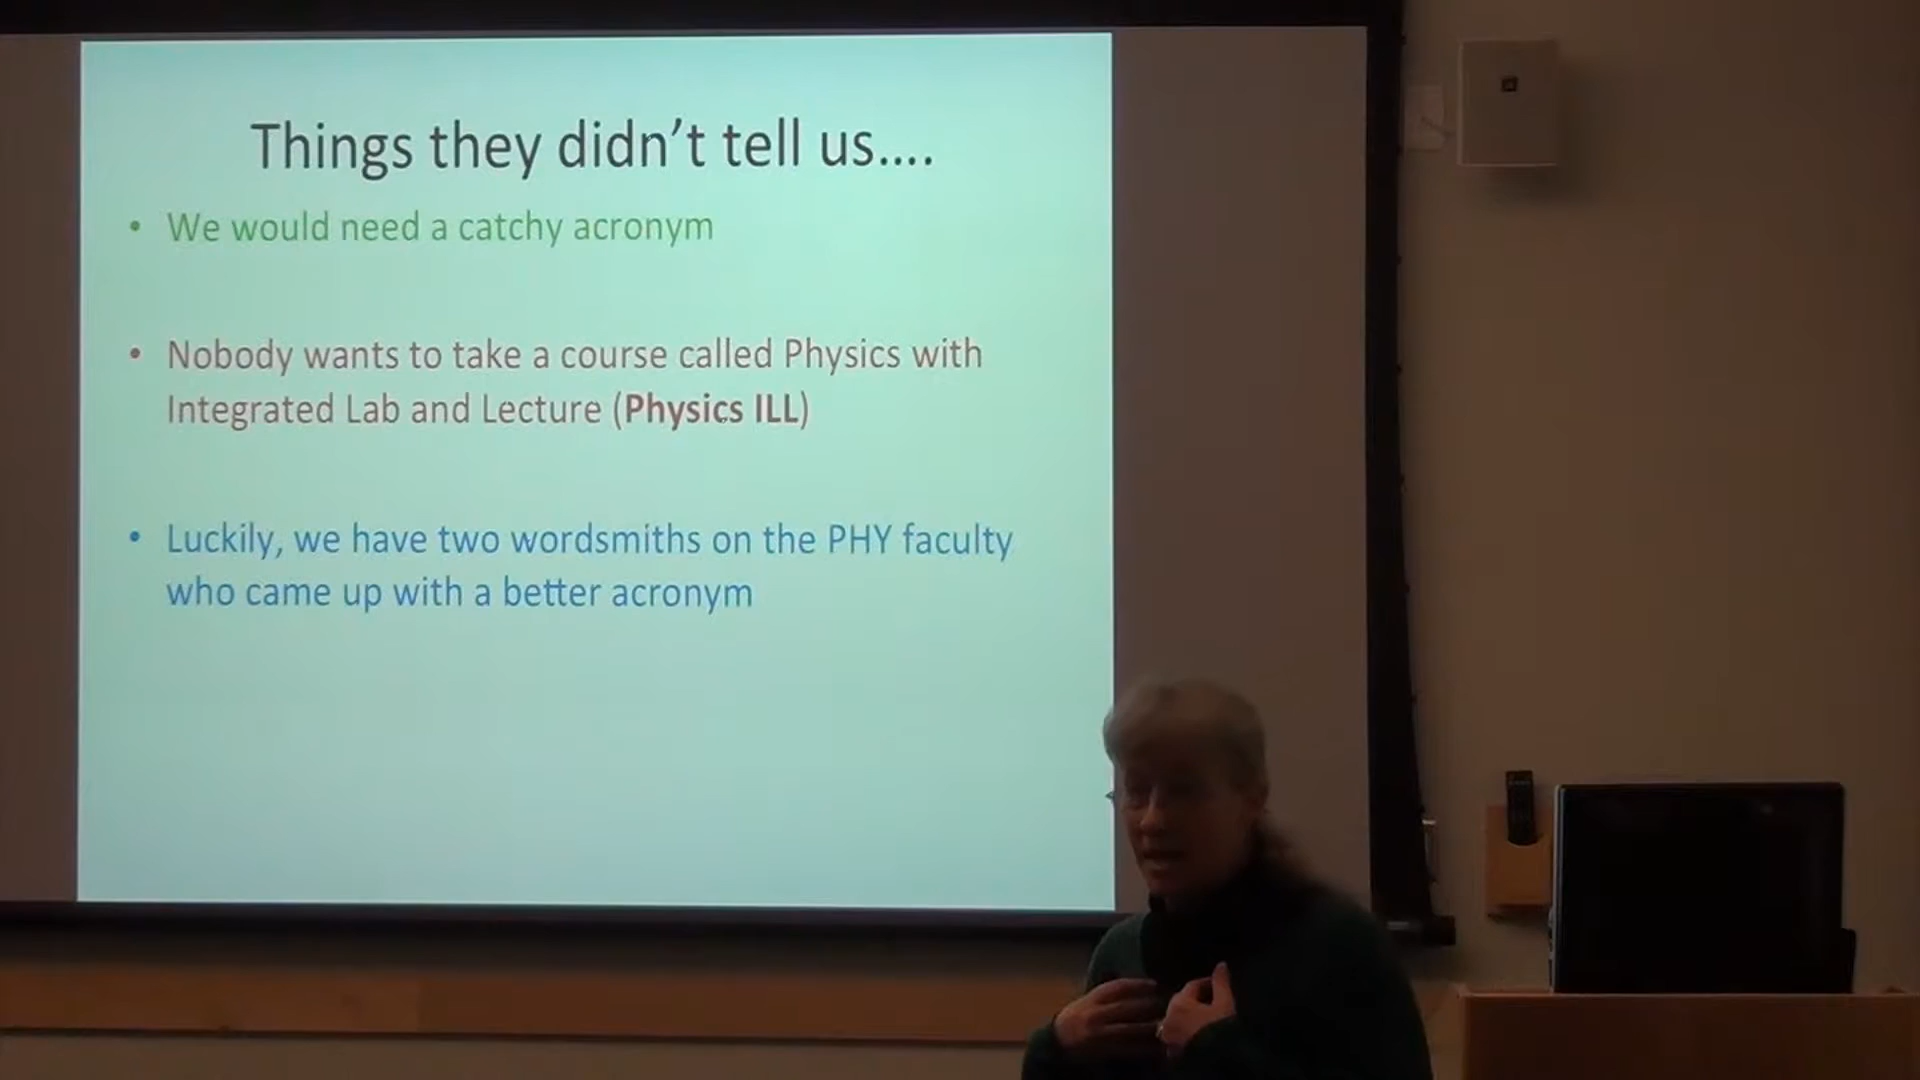 Things they didn't tell us....
• We would need a catchy acronym
• Nobody wants to take a course called Physics with
Integrated Lab and Lecture (Physics ILL)
• Luckily, we have two wordsmiths on the PHY faculty
who came up with a better acronym